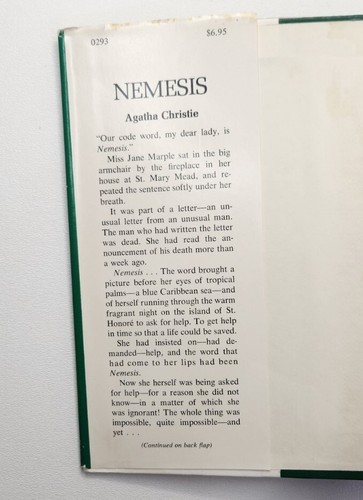 0293
$6.95
NEMESIS
Agatha Christie
"Our code word, my dear lady, is
Nemesis."
Miss Jane Marple sat in the big
armchair by the fireplace in her
house at St. Mary Mead, and re-
peated the sentence softly under her
breath.
It was part of a letter—an un-
usual letter from an unusual man.
The man who had written the letter
was dead. She had read the an-
nouncement of his death more than
a week ago.
Nemesis . . . The word brought a
picture before her eyes of tropical
palms—a blue Caribbean sea—and
of herself running through the warm
fragrant night on the island of St.
Honoré to ask for help. To get help
in time so that a life could be saved.
She had insisted on—had de-
manded—help, and the word that
had come to her lips had been
Nemesis.
Now she herself was being asked
for help—for a reason she did not
know—in a matter of which she
was ignorant! The whole thing was
impossible, quite impossible—and
yet . . .
(Continued on back flap)